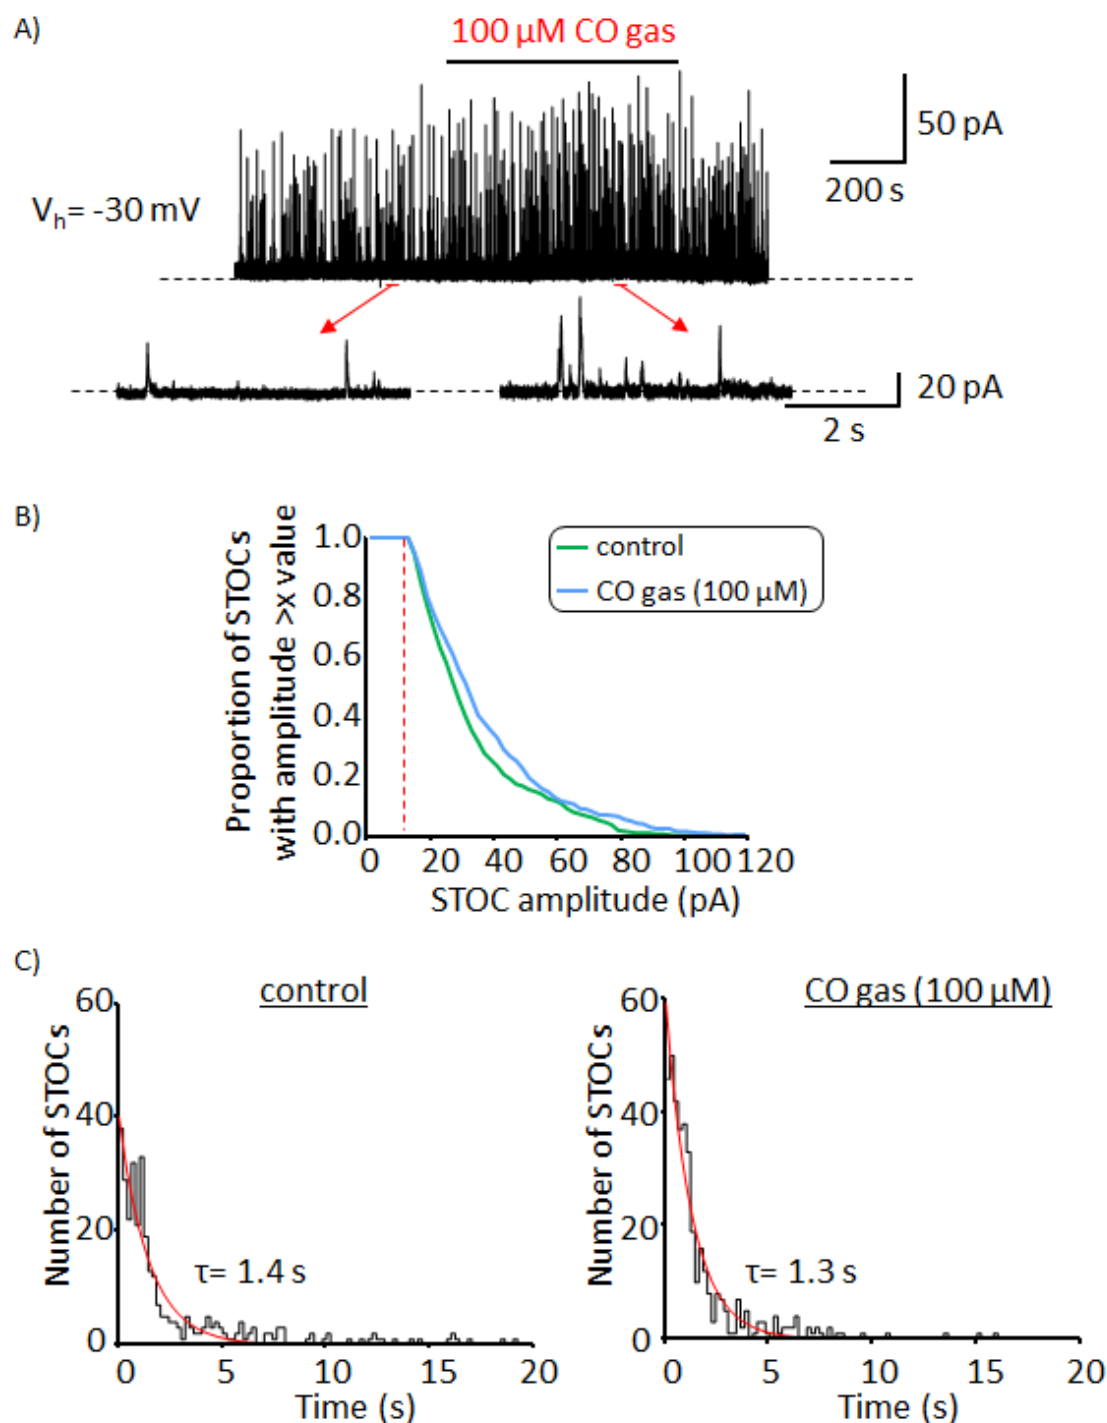 A)
100 µM CO gas
50 pA
200 s
Vh= -30 mV
20 pA
2 s
B)
Proportion of STOCs
with amplitude >x value
1.0
0.8
0.6
0.4
0.2
0.0
0 20 40 60 80 100 120
STOC amplitude (pA)
control
CO gas (100 µM)
C)
control
Number of STOCs
60
40
20
0
τ= 1.4 s
0 5 10 15 20
Time (s)
CO gas (100 µM)
Number of STOCs
60
40
20
0
τ= 1.3 s
0 5 10 15 20
Time (s)